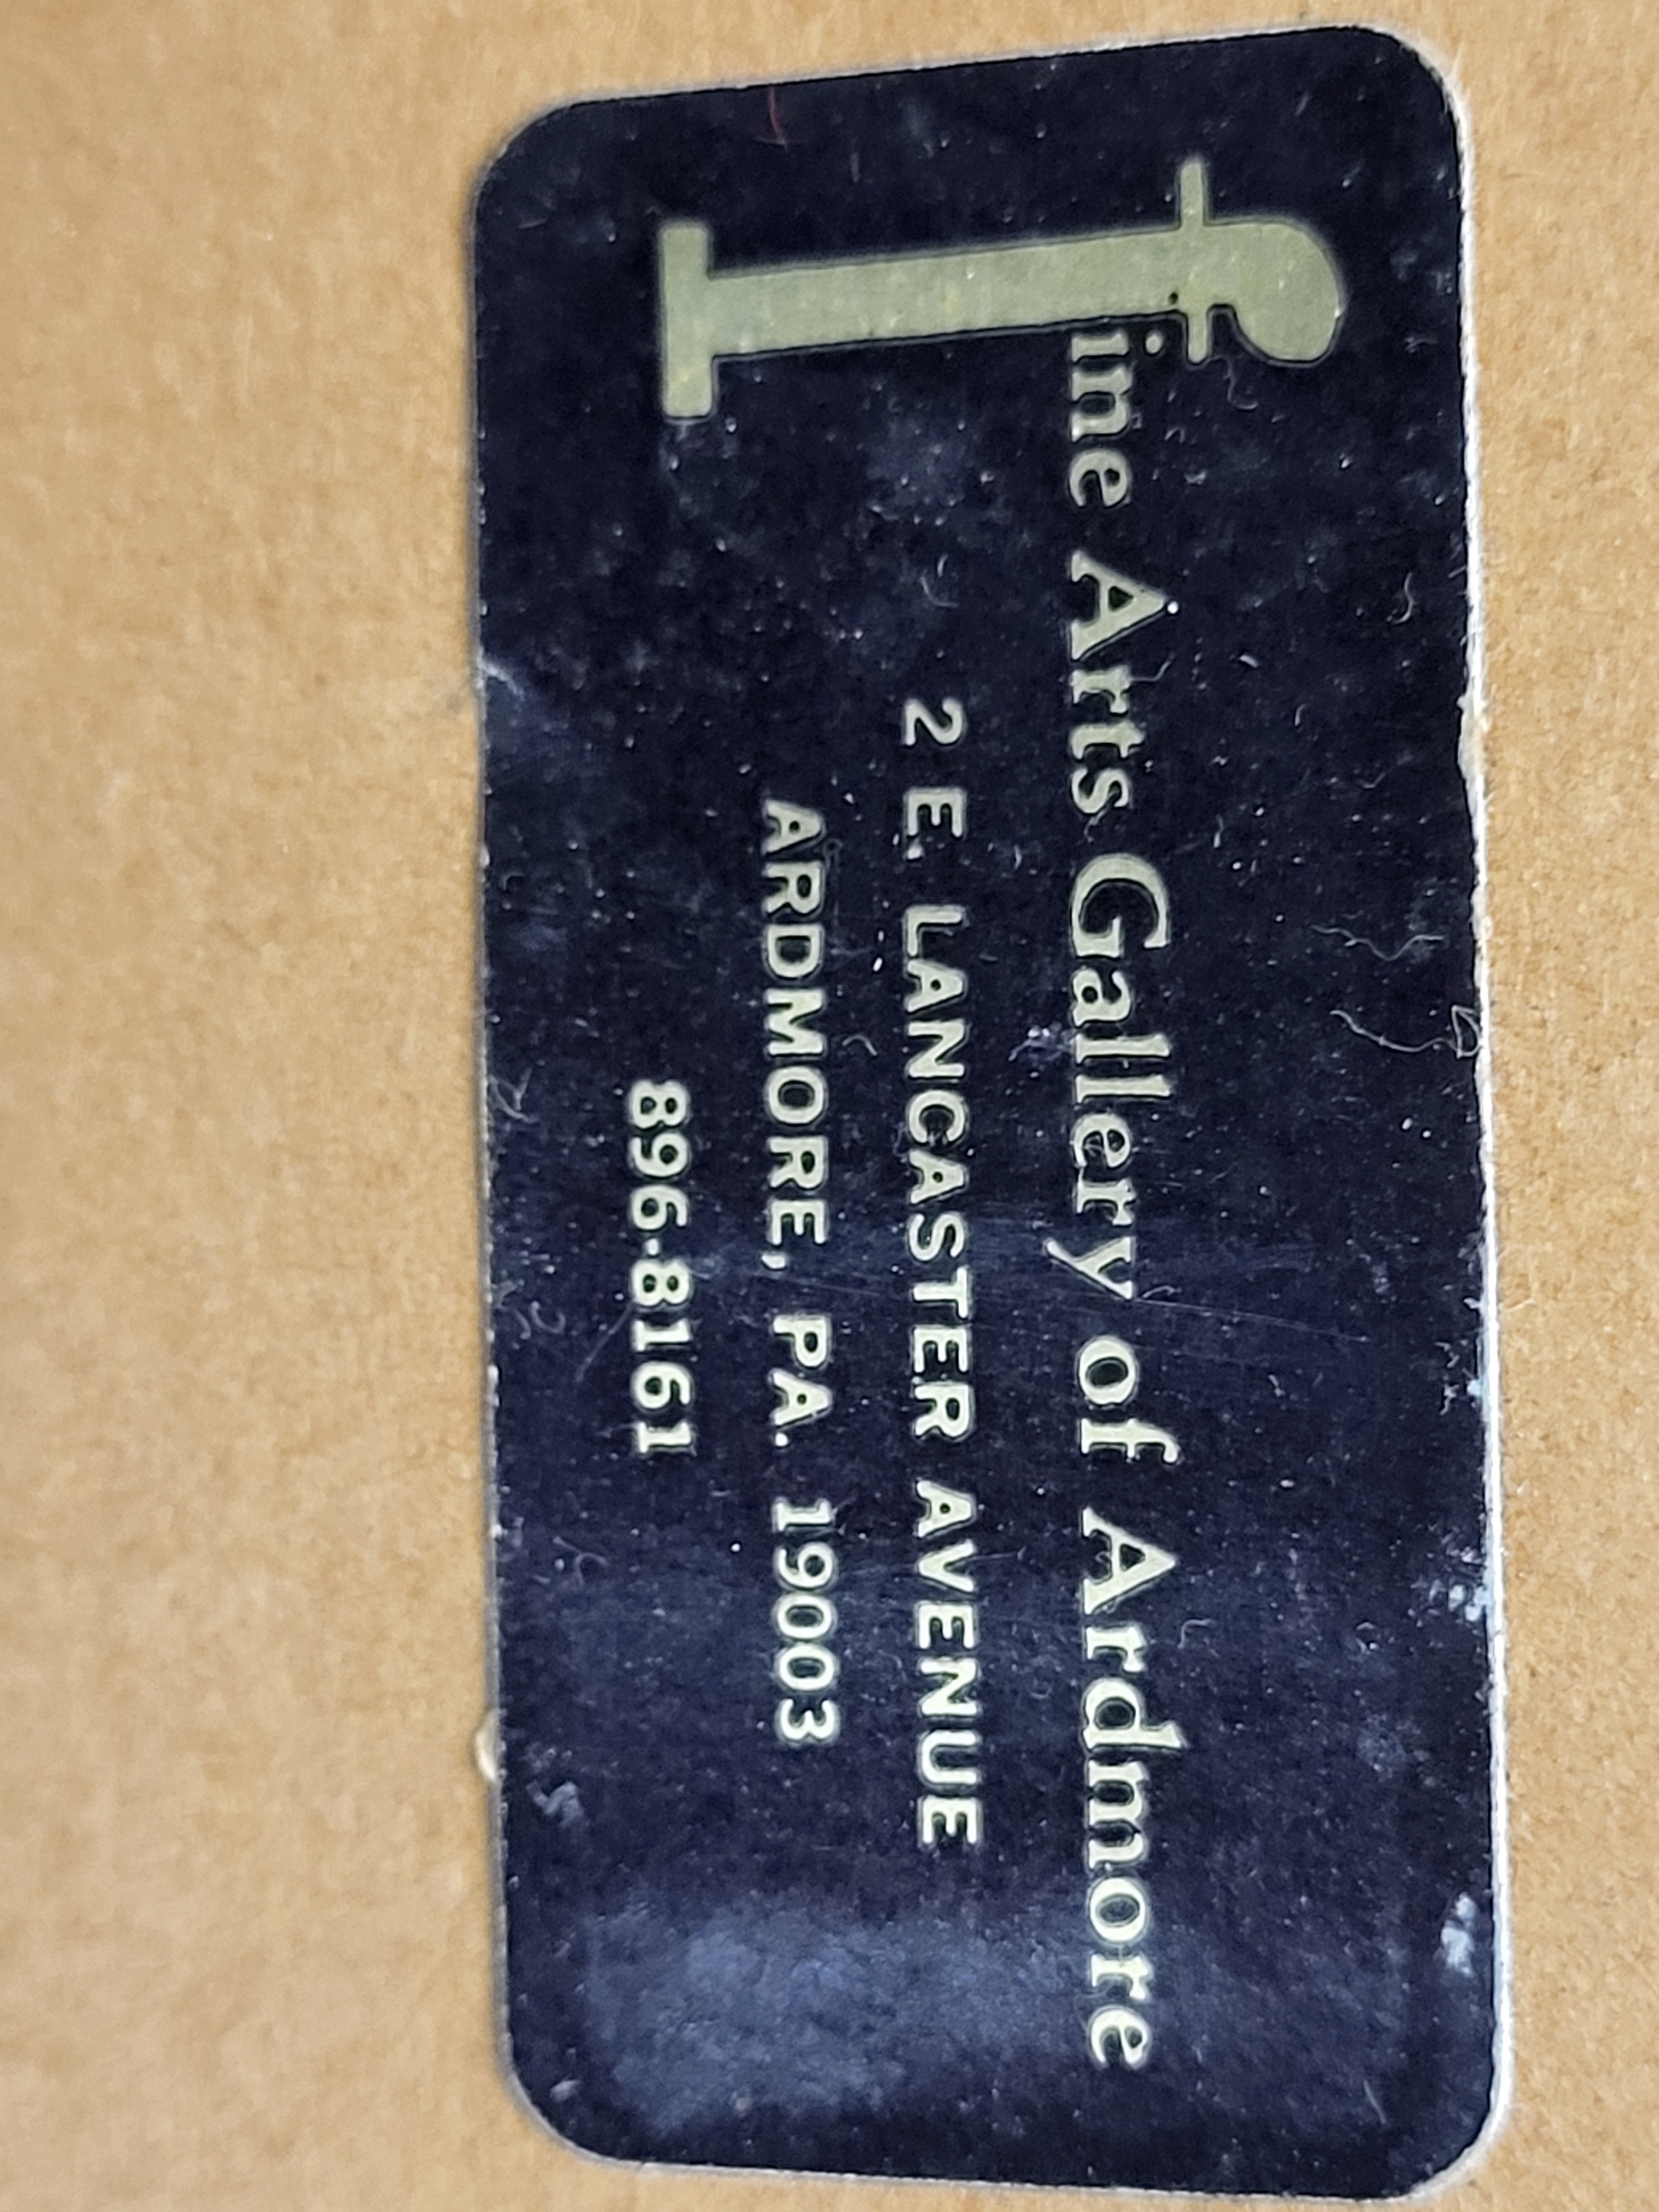 fine Arts Gallery of Ardmore
2 E. LANCASTER AVENUE
ARDMORE, PA. 19003
896-8161